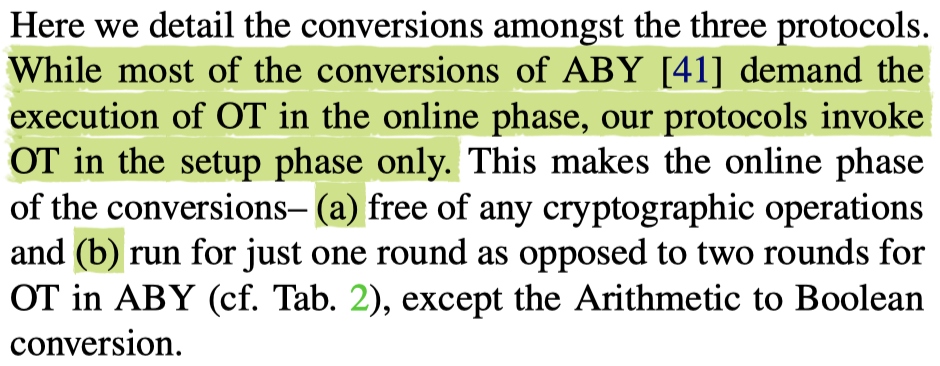 Here we detail the conversions amongst the three protocols.
While most of the conversions of ABY [41] demand the
execution of OT in the online phase, our protocols invoke
OT in the setup phase only. This makes the online phase
of the conversions– (a) free of any cryptographic operations
and (b) run for just one round as opposed to two rounds for
OT in ABY (cf. Tab. 2), except the Arithmetic to Boolean
conversion.